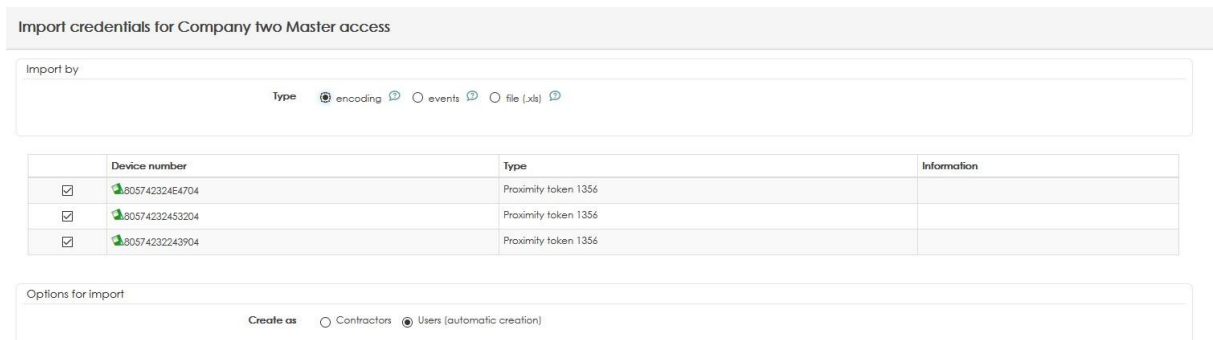 Import credentials for Company two Master access
Import by
Type encoding events file (.xls)
Device number Type Information
805742324E4704 Proximity token 1356
80574232453204 Proximity token 1356
80574232243904 Proximity token 1356
Options for import
Create as Contractors Users (automatic creation)